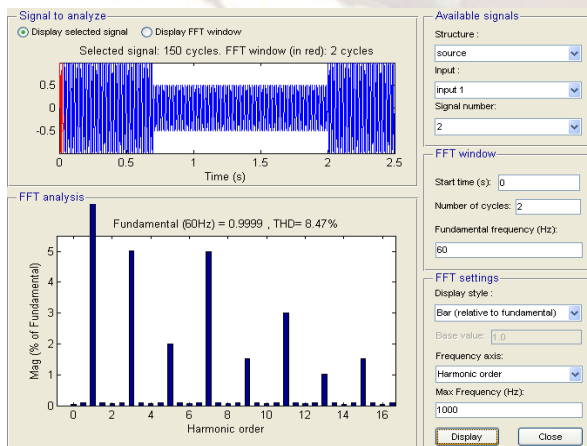 Signal to analyze
Display selected signal Display FFT window
Selected signal: 150 cycles. FFT window (in red): 2 cycles
0.5
0
-0.5
0 0.5 1 1.5 2 2.5
Time (s)
FFT analysis
Fundamental (60Hz) = 0.9999 , THD= 8.47%
5
4
3
2
1
0
Mag (% of Fundamental)
0 2 4 6 8 10 12 14 16
Harmonic order
Available signals
Structure :
source
Input :
input 1
Signal number:
2
FFT window
Start time (s): 0
Number of cycles: 2
Fundamental frequency (Hz):
60
FFT settings
Display style :
Bar (relative to fundamental)
Base value: 1.0
Frequency axis:
Harmonic order
Max Frequency (Hz):
1000
Display Close